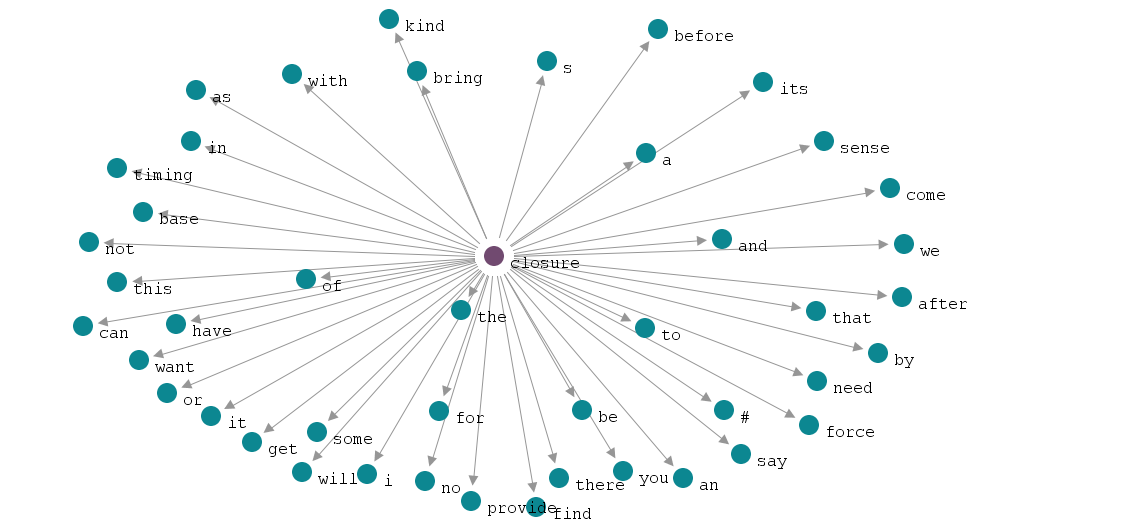 kind
before
s
with
bring
its
as
in
sense
a
timing
come
base
and
not
we
closure
this
of
after
the
that
can
have
to
by
want
need
or
for
be
#
it
force
some
get
say
will
i
no
there
you
an
provide
find